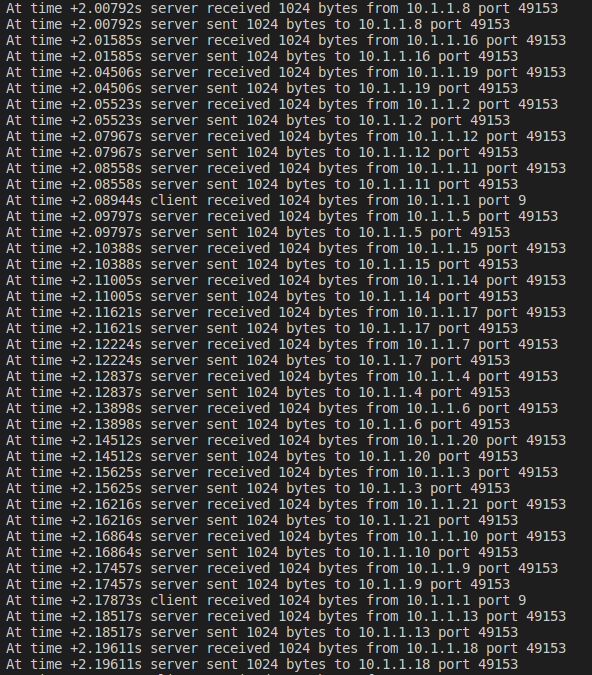 At time +2.00792s server received 1024 bytes from 10.1.1.8 port 49153
At time +2.00792s server sent 1024 bytes to 10.1.1.8 port 49153
At time +2.01585s server received 1024 bytes from 10.1.1.16 port 49153
At time +2.01585s server sent 1024 bytes to 10.1.1.16 port 49153
At time +2.04506s server received 1024 bytes from 10.1.1.19 port 49153
At time +2.04506s server sent 1024 bytes to 10.1.1.19 port 49153
At time +2.05523s server received 1024 bytes from 10.1.1.2 port 49153
At time +2.05523s server sent 1024 bytes to 10.1.1.2 port 49153
At time +2.07967s server received 1024 bytes from 10.1.1.12 port 49153
At time +2.07967s server sent 1024 bytes to 10.1.1.12 port 49153
At time +2.08558s server received 1024 bytes from 10.1.1.11 port 49153
At time +2.08558s server sent 1024 bytes to 10.1.1.11 port 49153
At time +2.08944s client received 1024 bytes from 10.1.1.1 port 9
At time +2.09797s server received 1024 bytes from 10.1.1.5 port 49153
At time +2.09797s server sent 1024 bytes to 10.1.1.5 port 49153
At time +2.10388s server received 1024 bytes from 10.1.1.15 port 49153
At time +2.10388s server sent 1024 bytes to 10.1.1.15 port 49153
At time +2.11005s server received 1024 bytes from 10.1.1.14 port 49153
At time +2.11005s server sent 1024 bytes to 10.1.1.14 port 49153
At time +2.11621s server received 1024 bytes from 10.1.1.17 port 49153
At time +2.11621s server sent 1024 bytes to 10.1.1.17 port 49153
At time +2.12224s server received 1024 bytes from 10.1.1.7 port 49153
At time +2.12224s server sent 1024 bytes to 10.1.1.7 port 49153
At time +2.12837s server received 1024 bytes from 10.1.1.4 port 49153
At time +2.12837s server sent 1024 bytes to 10.1.1.4 port 49153
At time +2.13898s server received 1024 bytes from 10.1.1.6 port 49153
At time +2.13898s server sent 1024 bytes to 10.1.1.6 port 49153
At time +2.14512s server received 1024 bytes from 10.1.1.20 port 49153
At time +2.14512s server sent 1024 bytes to 10.1.1.20 port 49153
At time +2.15625s server received 1024 bytes from 10.1.1.3 port 49153
At time +2.15625s server sent 1024 bytes to 10.1.1.3 port 49153
At time +2.16216s server received 1024 bytes from 10.1.1.21 port 49153
At time +2.16216s server sent 1024 bytes to 10.1.1.21 port 49153
At time +2.16864s server received 1024 bytes from 10.1.1.10 port 49153
At time +2.16864s server sent 1024 bytes to 10.1.1.10 port 49153
At time +2.17457s server received 1024 bytes from 10.1.1.9 port 49153
At time +2.17457s server sent 1024 bytes to 10.1.1.9 port 49153
At time +2.17873s client received 1024 bytes from 10.1.1.1 port 9
At time +2.18517s server received 1024 bytes from 10.1.1.13 port 49153
At time +2.18517s server sent 1024 bytes to 10.1.1.13 port 49153
At time +2.19611s server received 1024 bytes from 10.1.1.18 port 49153
At time +2.19611s server sent 1024 bytes to 10.1.1.18 port 49153